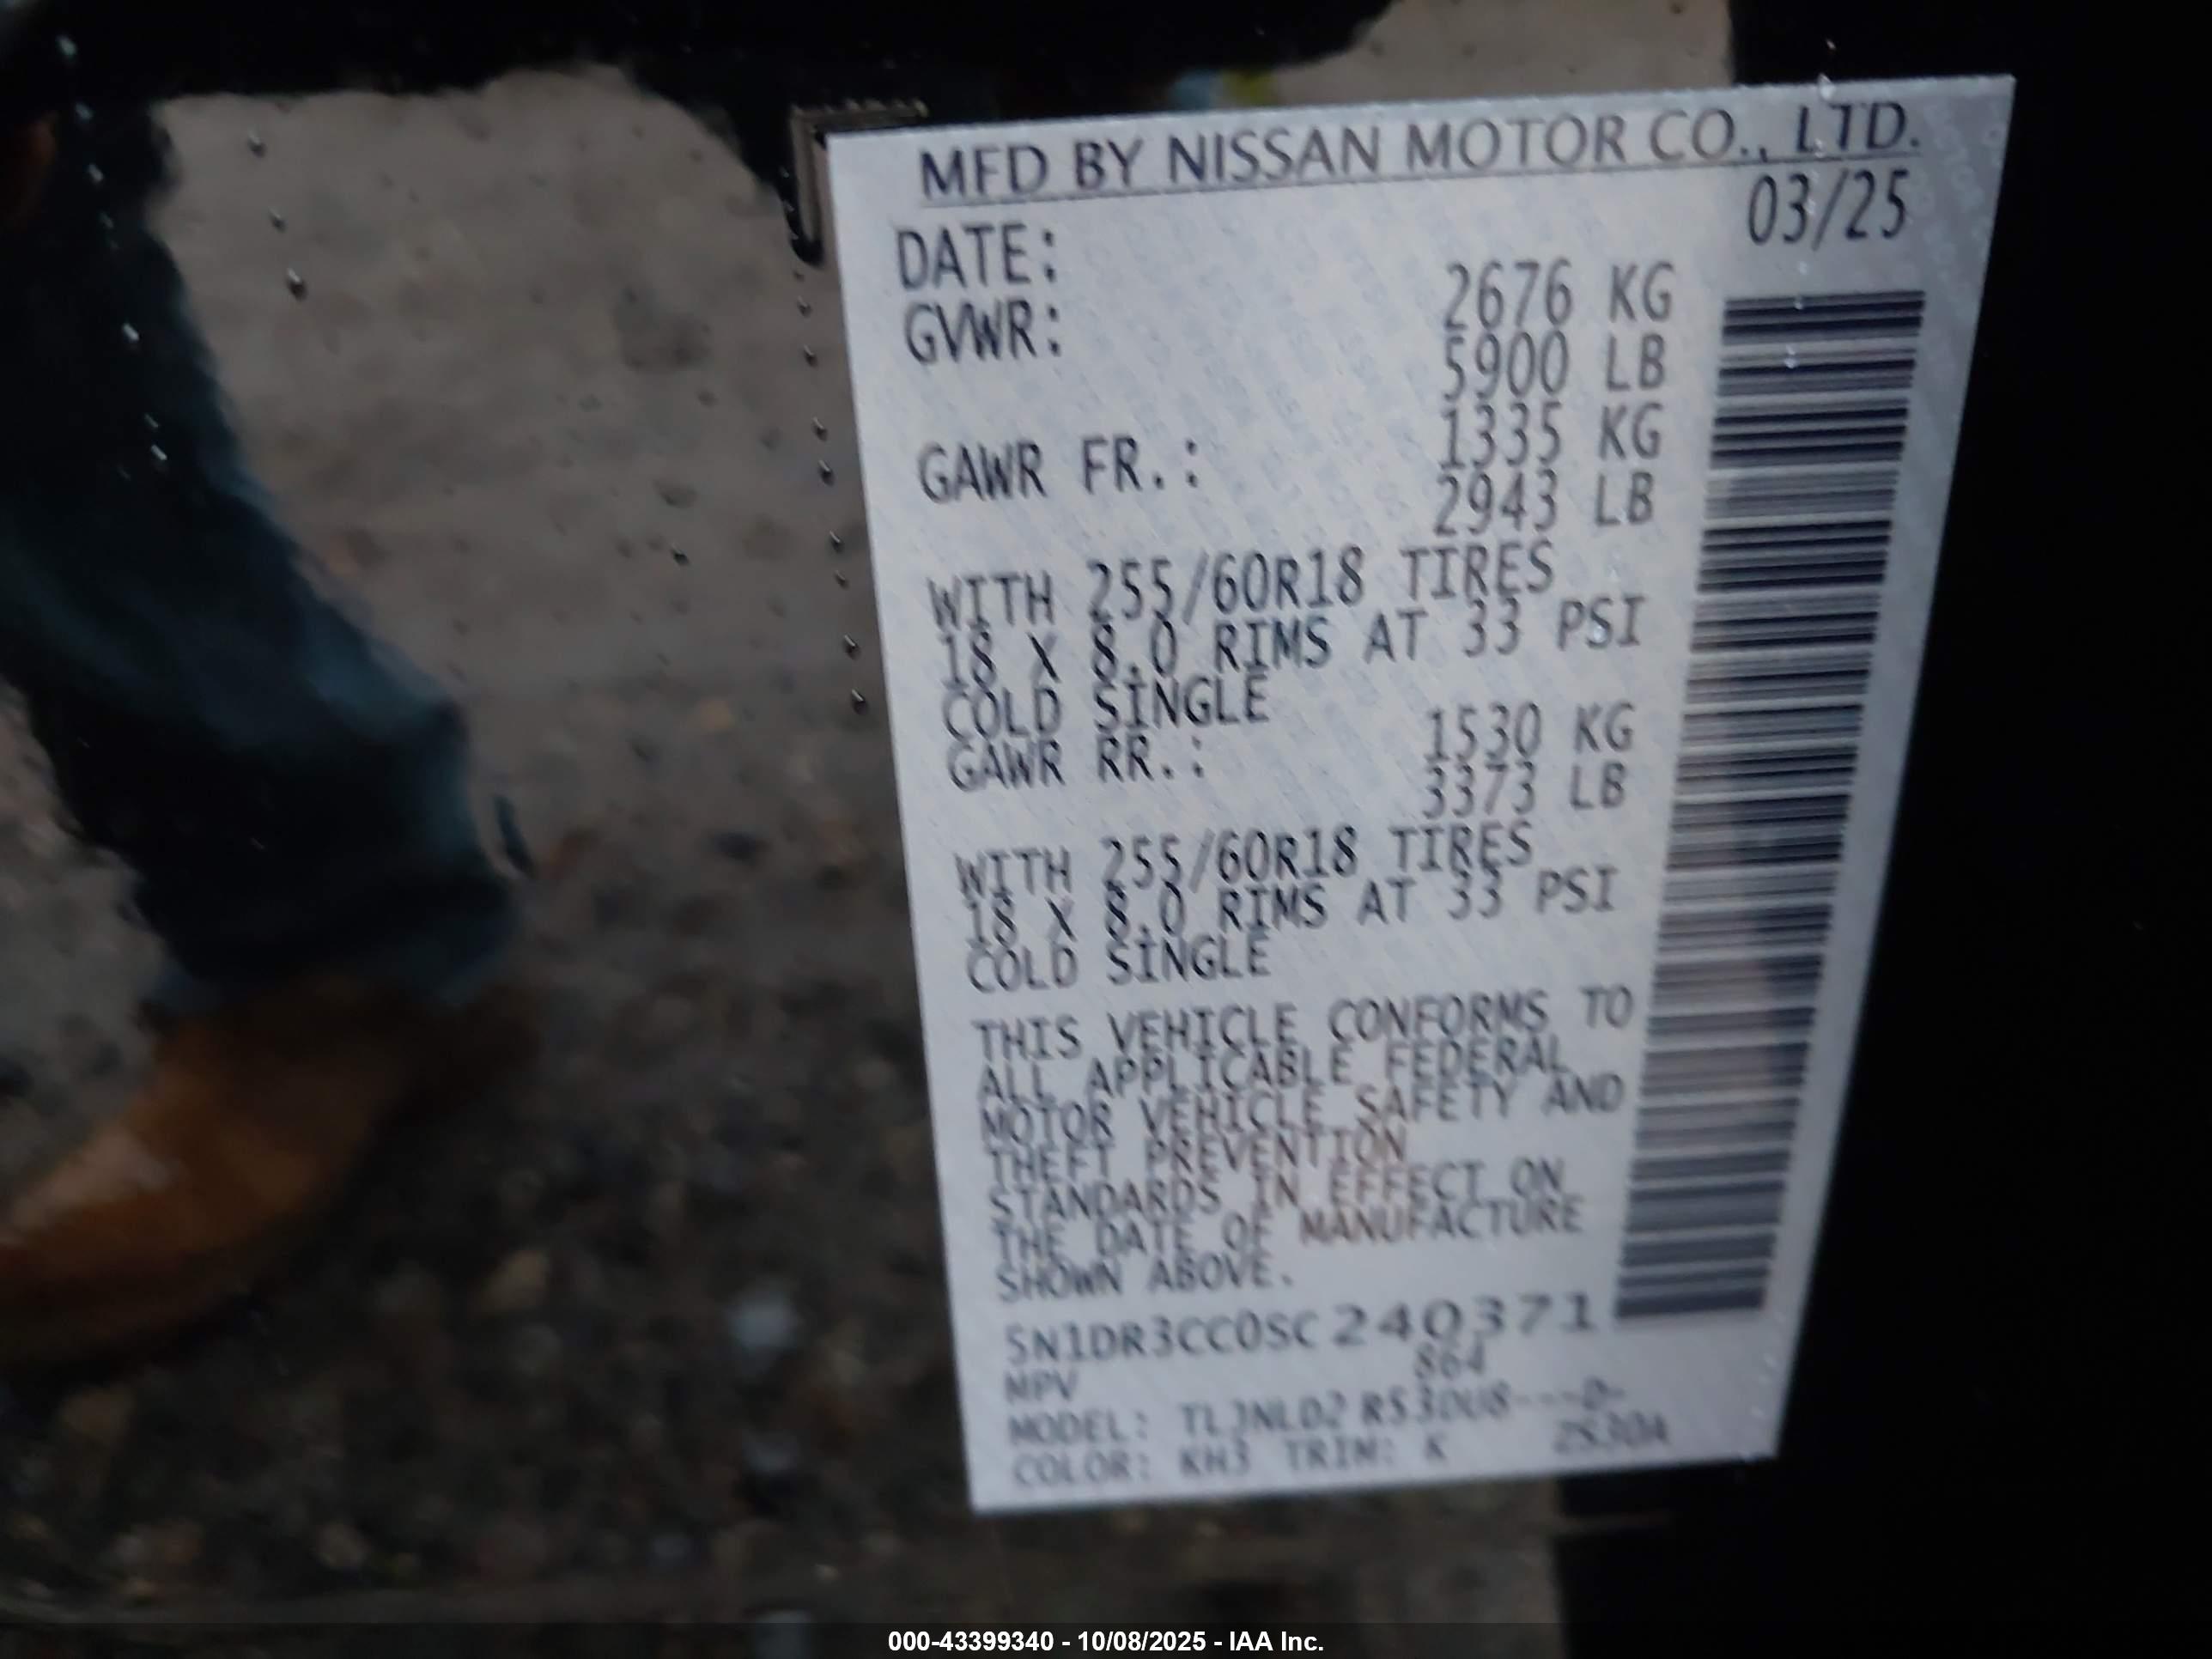 MFD BY NISSAN MOTOR CO., LTD.
DATE: 03/25
GVWR: 2676 KG
5900 LB
GAWR FR.: 1335 KG
2943 LB
WITH 255/60R18 TIRES
18 X 8.0 RIMS AT 33 PSI
COLD SINGLE
GAWR RR.: 1530 KG
3373 LB
WITH 255/60R18 TIRES
18 X 8.0 RIMS AT 33 PSI
COLD SINGLE
THIS VEHICLE CONFORMS TO
ALL APPLICABLE FEDERAL
MOTOR VEHICLE SAFETY AND
THEFT PREVENTION
STANDARDS IN EFFECT ON
THE DATE OF MANUFACTURE
SHOWN ABOVE.
5N1DR3CC0SC240371
MPV 864
MODEL: TLJNLD2 R53DU8----D-
COLOR: KH3 TRIM: K 2S30A
000-43399340 - 10/08/2025 - IAA Inc.